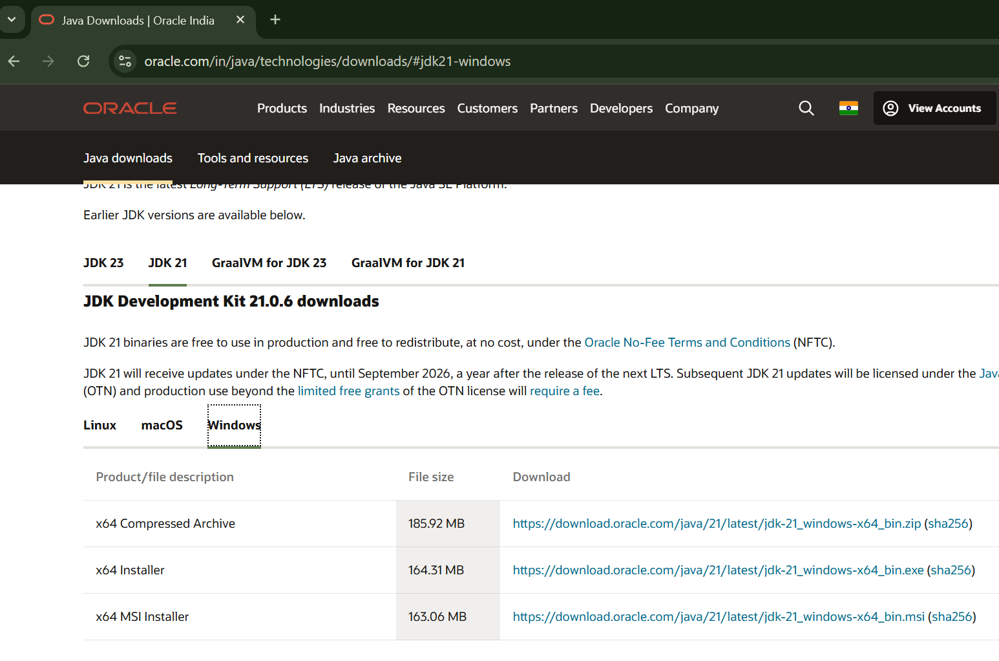 Java Downloads | Oracle India
oracle.com/in/java/technologies/downloads/#jdk21-windows
ORACLE Products Industries Resources Customers Partners Developers Company View Accounts
Java downloads Tools and resources Java archive
JDK 21 is the latest Long-Term Support (LTS) release of the Java SE Platform.
Earlier JDK versions are available below.
JDK 23 JDK 21 GraalVM for JDK 23 GraalVM for JDK 21
JDK Development Kit 21.0.6 downloads
JDK 21 binaries are free to use in production and free to redistribute, at no cost, under the Oracle No-Fee Terms and Conditions (NFTC).
JDK 21 will receive updates under the NFTC, until September 2026, a year after the release of the next LTS. Subsequent JDK 21 updates will be licensed under the Java
(OTN) and production use beyond the limited free grants of the OTN license will require a fee.
Linux macOS Windows
Product/file description File size Download
x64 Compressed Archive 185.92 MB https://download.oracle.com/java/21/latest/jdk-21_windows-x64_bin.zip (sha256)
x64 Installer 164.31 MB https://download.oracle.com/java/21/latest/jdk-21_windows-x64_bin.exe (sha256)
x64 MSI Installer 163.06 MB https://download.oracle.com/java/21/latest/jdk-21_windows-x64_bin.msi (sha256)